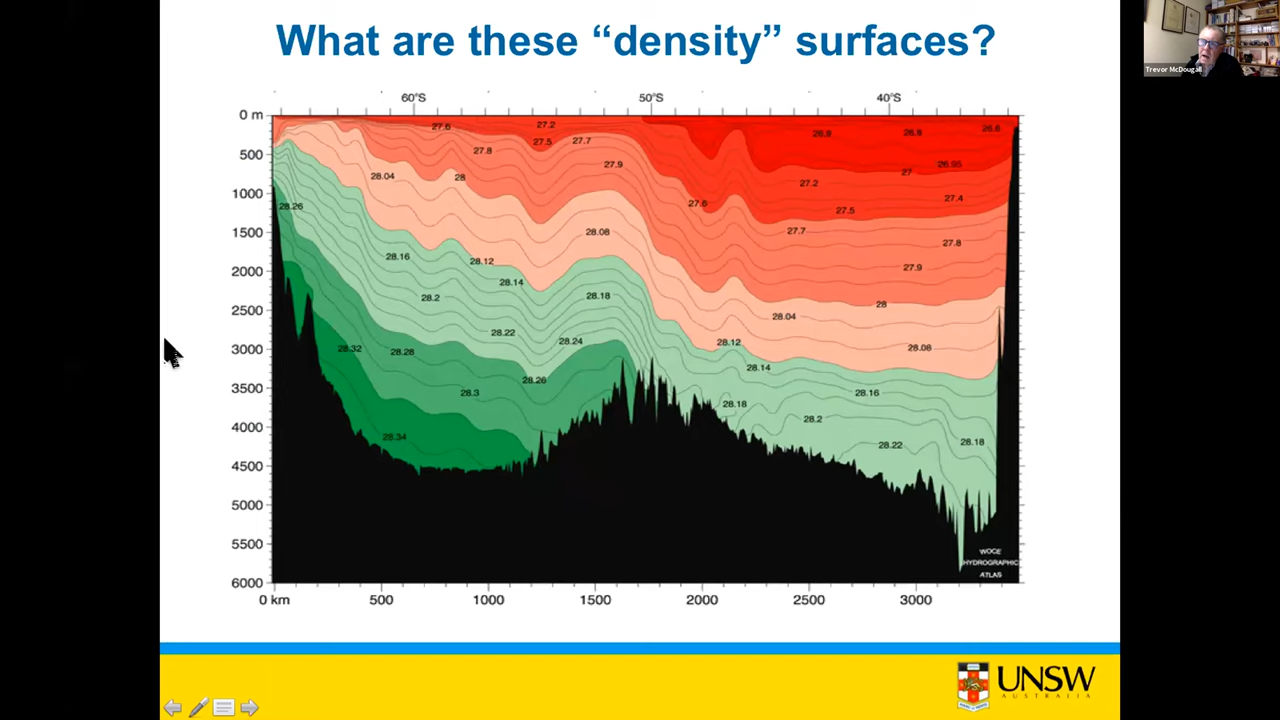 What are these “density” surfaces?
Trevor McDougall
60°S 50°S 40°S
0 m
500
1000
1500
2000
2500
3000
3500
4000
4500
5000
5500
6000
27.6 27.2 26.9 26.8 26.6
27.5 27.7
27.8 27.9 27 26.95
28.04 28 27.2
27.6 27.5 27.4
28.26 28.08 27.7 27.8
28.16 28.12 27.9
28.14 28.2 28.18 28
28.22 28.24 28.04
28.32 28.28 28.12 28.08
28.26 28.14
28.3 28.18 28.16
28.34 28.2 28.22 28.18
WOCE
HYDROGRAPHIC
ATLAS
0 km 500 1000 1500 2000 2500 3000
UNSW
AUSTRALIA